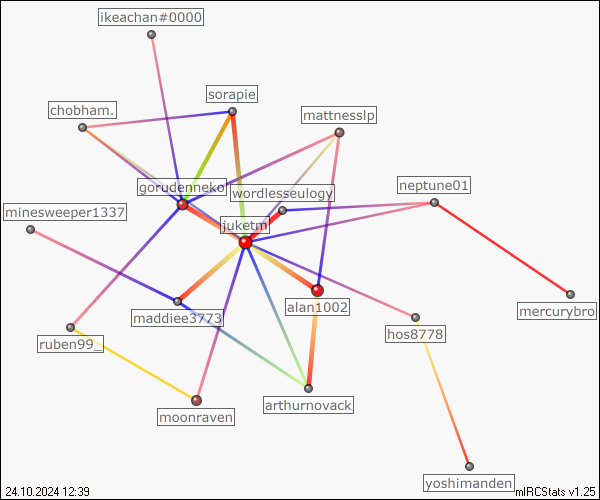 ikeachan#0000
sorapie
chobham.
mattnesslp
gorudenneko
neptune01
wordlesseulogy
minesweeper1337
juketm
alan1002
mercurybro
maddiee3773
hos8778
ruben99_
arthurnovack
moonraven
yoshimanden
24.10.2024 12:39
mIRCStats v1.25